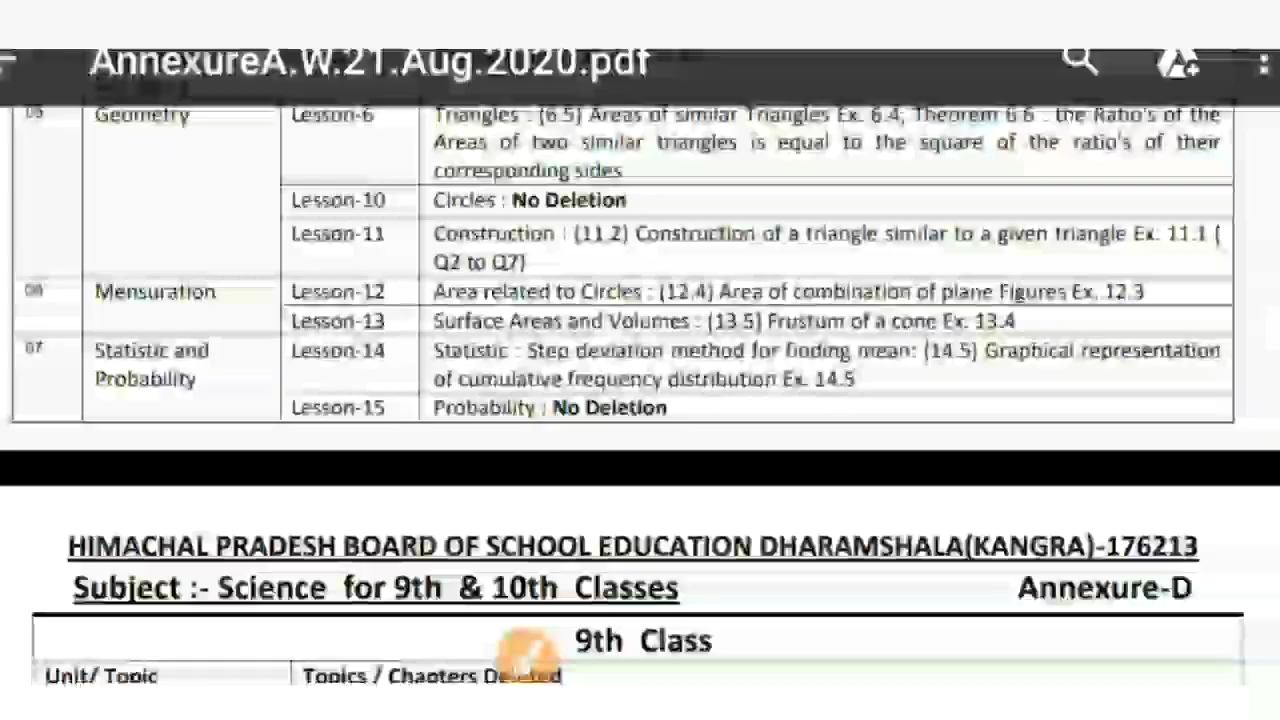 AnnexureA.W.21.Aug.2020.pdf
05 Geometry Lesson-6 Triangles : (6.5) Areas of similar Triangles Ex. 6.4, Theorem 6.6 : the Ratio's of the
Areas of two similar triangles is equal to the square of the ratio's of their
corresponding sides
Lesson-10 Circles : No Deletion
Lesson-11 Construction : (11.2) Construction of a triangle similar to a given triangle Ex. 11.1 (
Q2 to Q7)
06 Mensuration Lesson-12 Area related to Circles : (12.4) Area of combination of plane Figures Ex. 12.3
Lesson-13 Surface Areas and Volumes : (13.5) Frustum of a cone Ex. 13.4
07 Statistic and Lesson-14 Statistic : Step deviation method for finding mean: (14.5) Graphical representation
Probability of cumulative frequency distribution Ex. 14.5
Lesson-15 Probability : No Deletion
HIMACHAL PRADESH BOARD OF SCHOOL EDUCATION DHARAMSHALA(KANGRA)-176213
Subject :- Science for 9th & 10th Classes Annexure-D
9th Class
Unit/ Topic Topics / Chapters Deleted